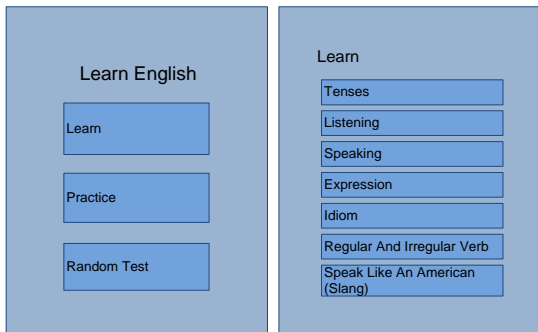 Learn English
Learn
Practice
Random Test
Learn
Tenses
Listening
Speaking
Expression
Idiom
Regular And Irregular Verb
Speak Like An American
(Slang)